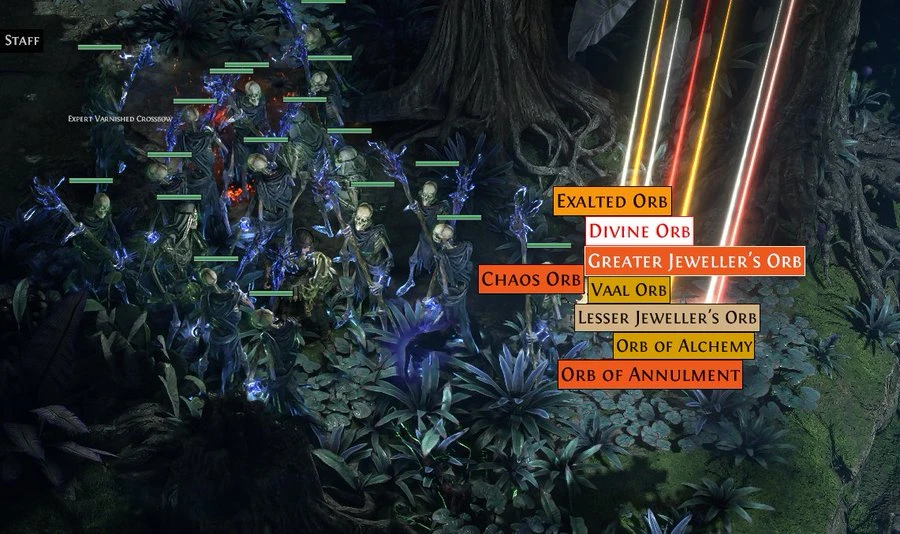 Staff
Expert Varnished Crossbow
Exalted Orb
Divine Orb
Greater Jeweller's Orb
Chaos Orb
Vaal Orb
Lesser Jeweller's Orb
Orb of Alchemy
Orb of Annulment